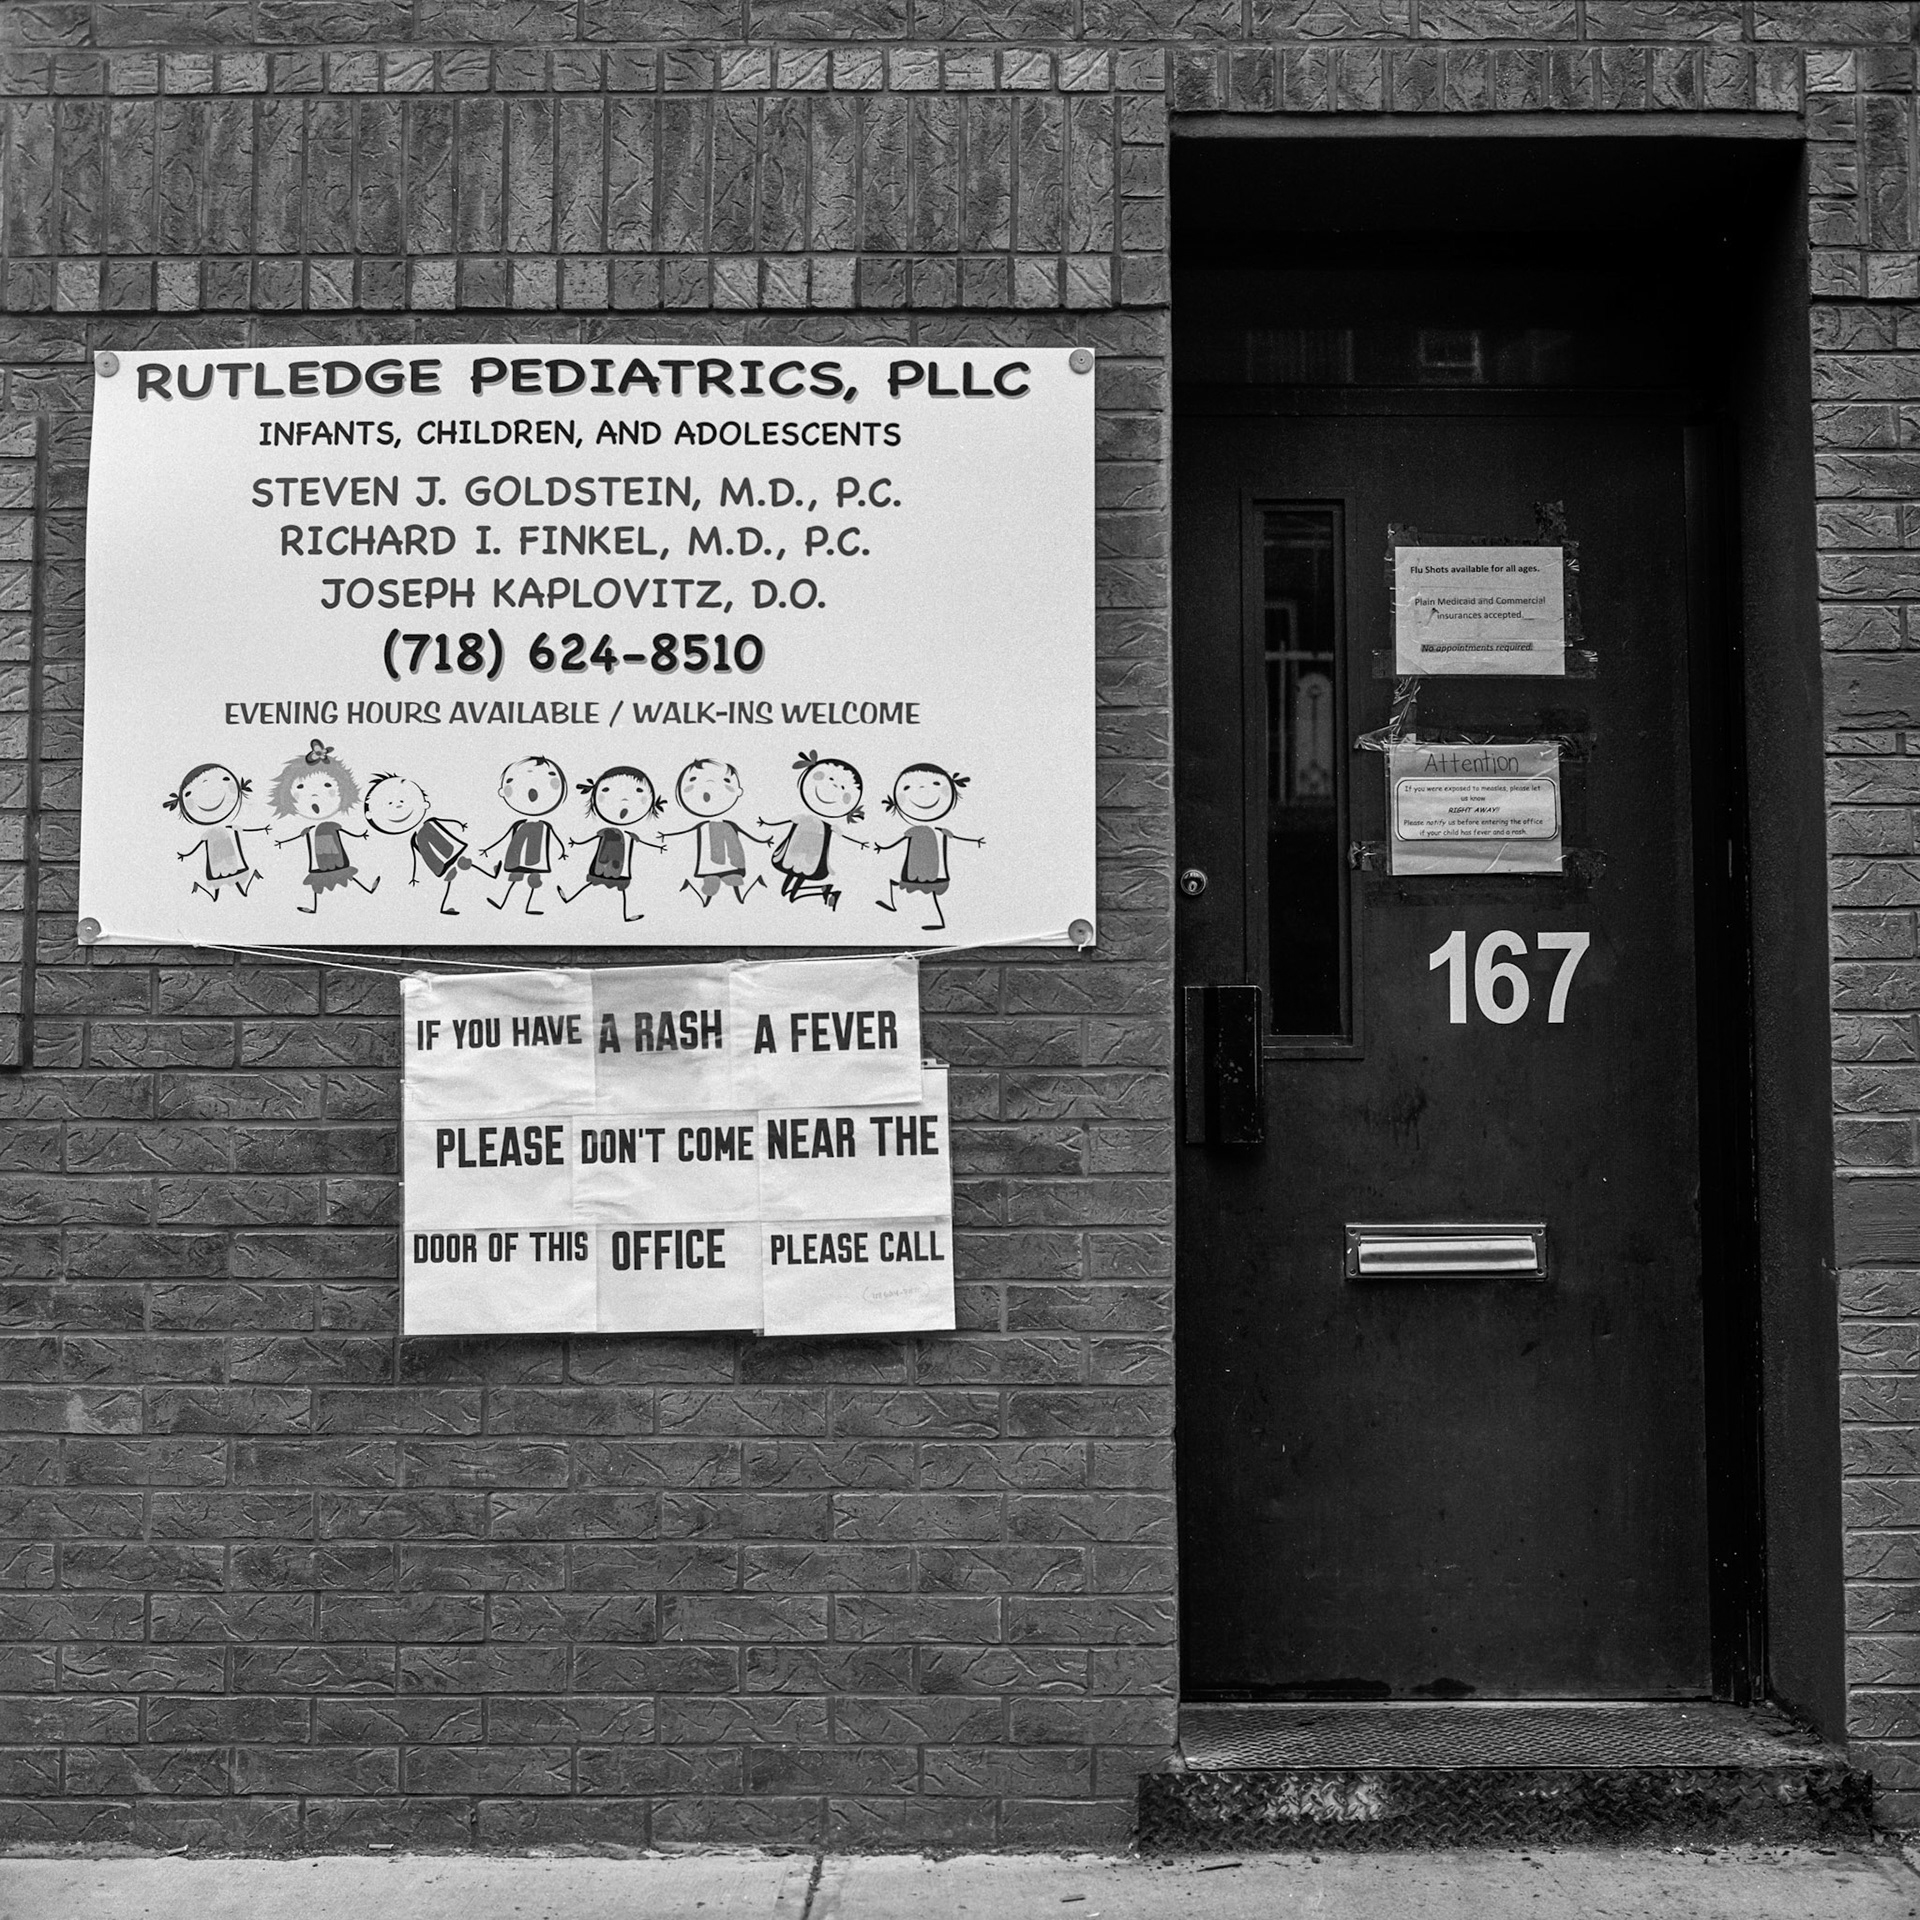 RUTLEDGE PEDIATRICS, PLLC
INFANTS, CHILDREN, AND ADOLESCENTS
STEVEN J. GOLDSTEIN, M.D., P.C.
RICHARD I. FINKEL, M.D., P.C.
JOSEPH KAPLOVITZ, D.O.
(718) 624-8510
EVENING HOURS AVAILABLE / WALK-INS WELCOME
IF YOU HAVE A RASH A FEVER
PLEASE DON'T COME NEAR THE
DOOR OF THIS OFFICE PLEASE CALL
Flu Shots available for all ages.
Plain Medicaid and Commercial
insurances accepted.
No appointments required.
Attention
If you were exposed to measles, please let
us know
RIGHT AWAY!!
Please notify us before entering the office
if your child has fever and a rash
167